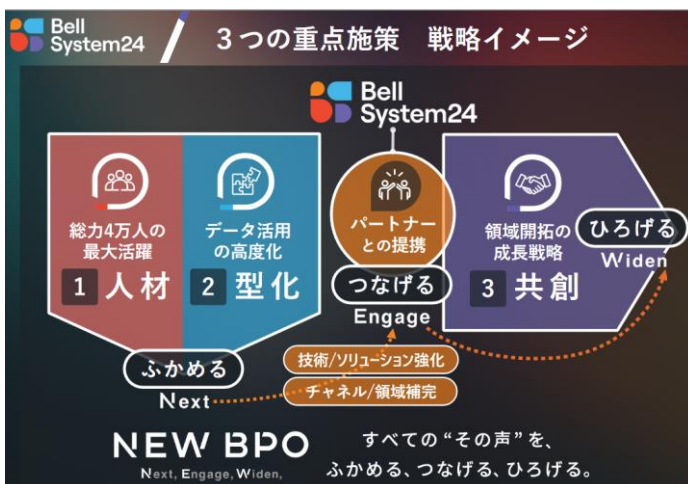 Bell
System24
3つの重点施策 戦略イメージ
Bell
System24
総力4万人の
最大活躍
1 人材
データ活用
の高度化
2 型化
パートナー
との提携
つなげる
Engage
領域開拓の
成長戦略
3 共創
ひろげる
Widen
ふかめる
Next
技術/ソリューション強化
チャネル/領域補完
NEW BPO
Next, Engage, Widen,
すべての“その声”を、
ふかめる、つなげる、ひろげる。